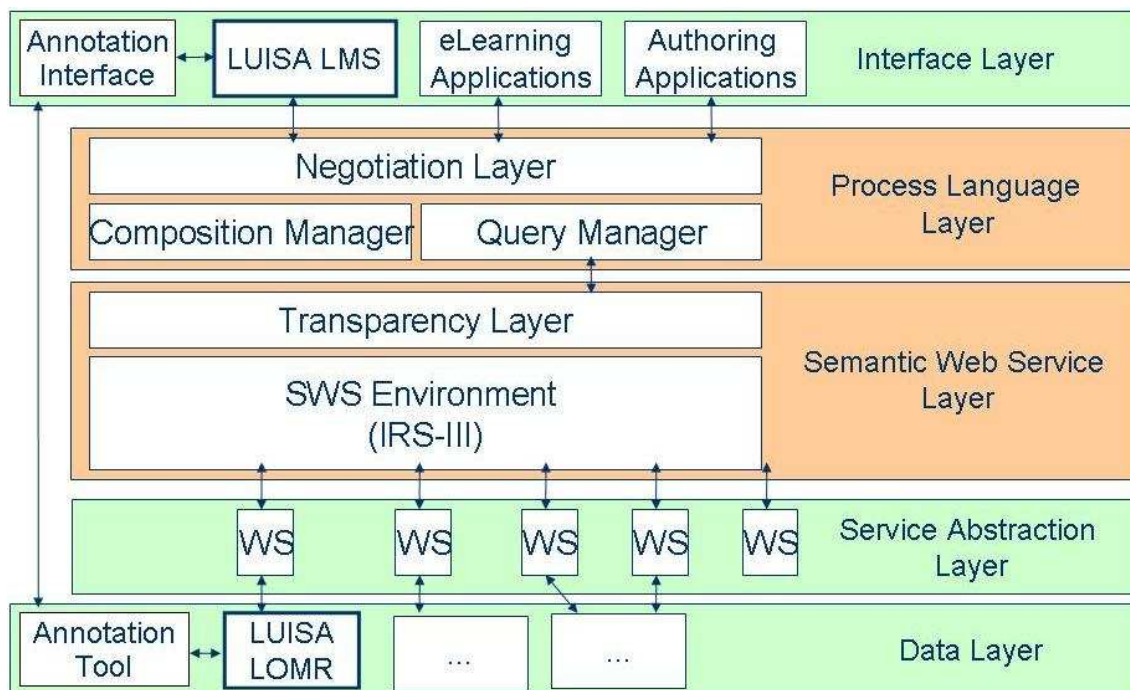 Annotation
Interface
LUISA LMS
eLearning
Applications
Authoring
Applications
Interface Layer
Negotiation Layer
Composition Manager
Query Manager
Process Language
Layer
Transparency Layer
SWS Environment
(IRS-III)
Semantic Web Service
Layer
WS
WS
WS
WS
WS
Service Abstraction
Layer
Annotation
Tool
LUISA
LOMR
...
...
Data Layer